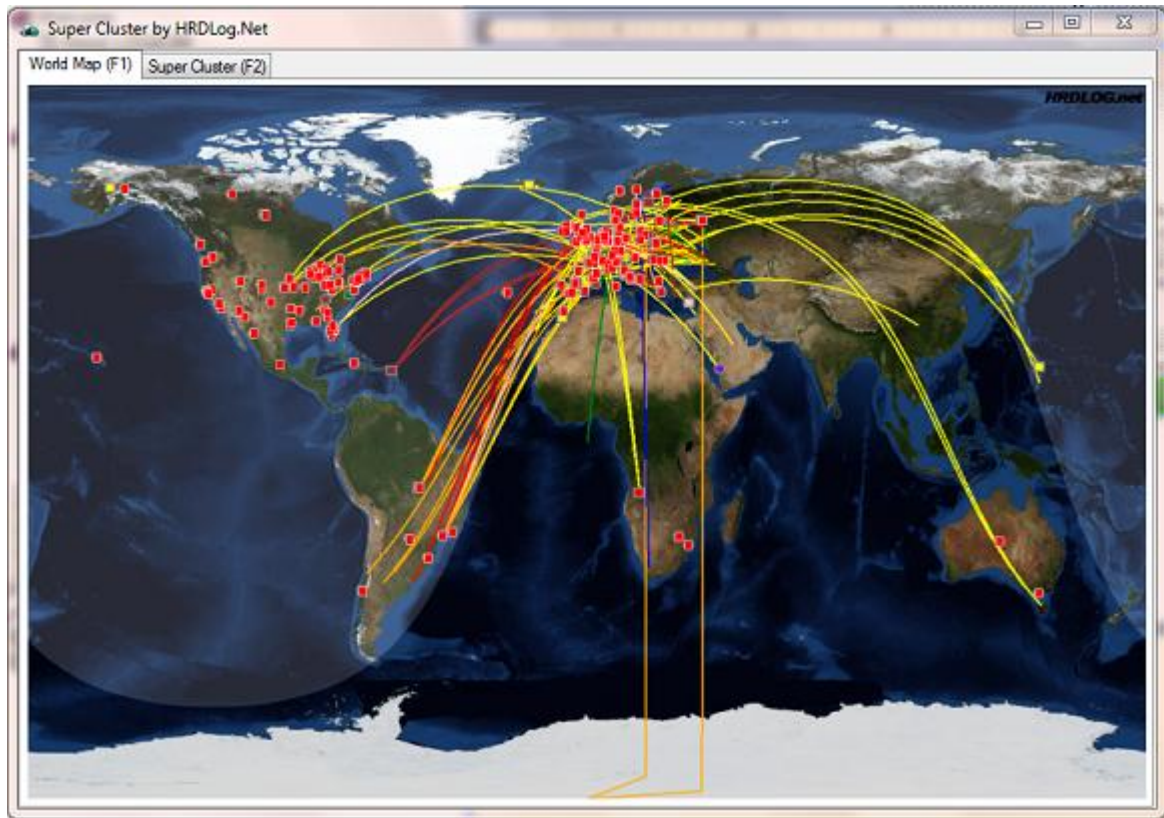 Super Cluster by HRDLog.Net
World Map (F1)
Super Cluster (F2)
HRDLOG.net